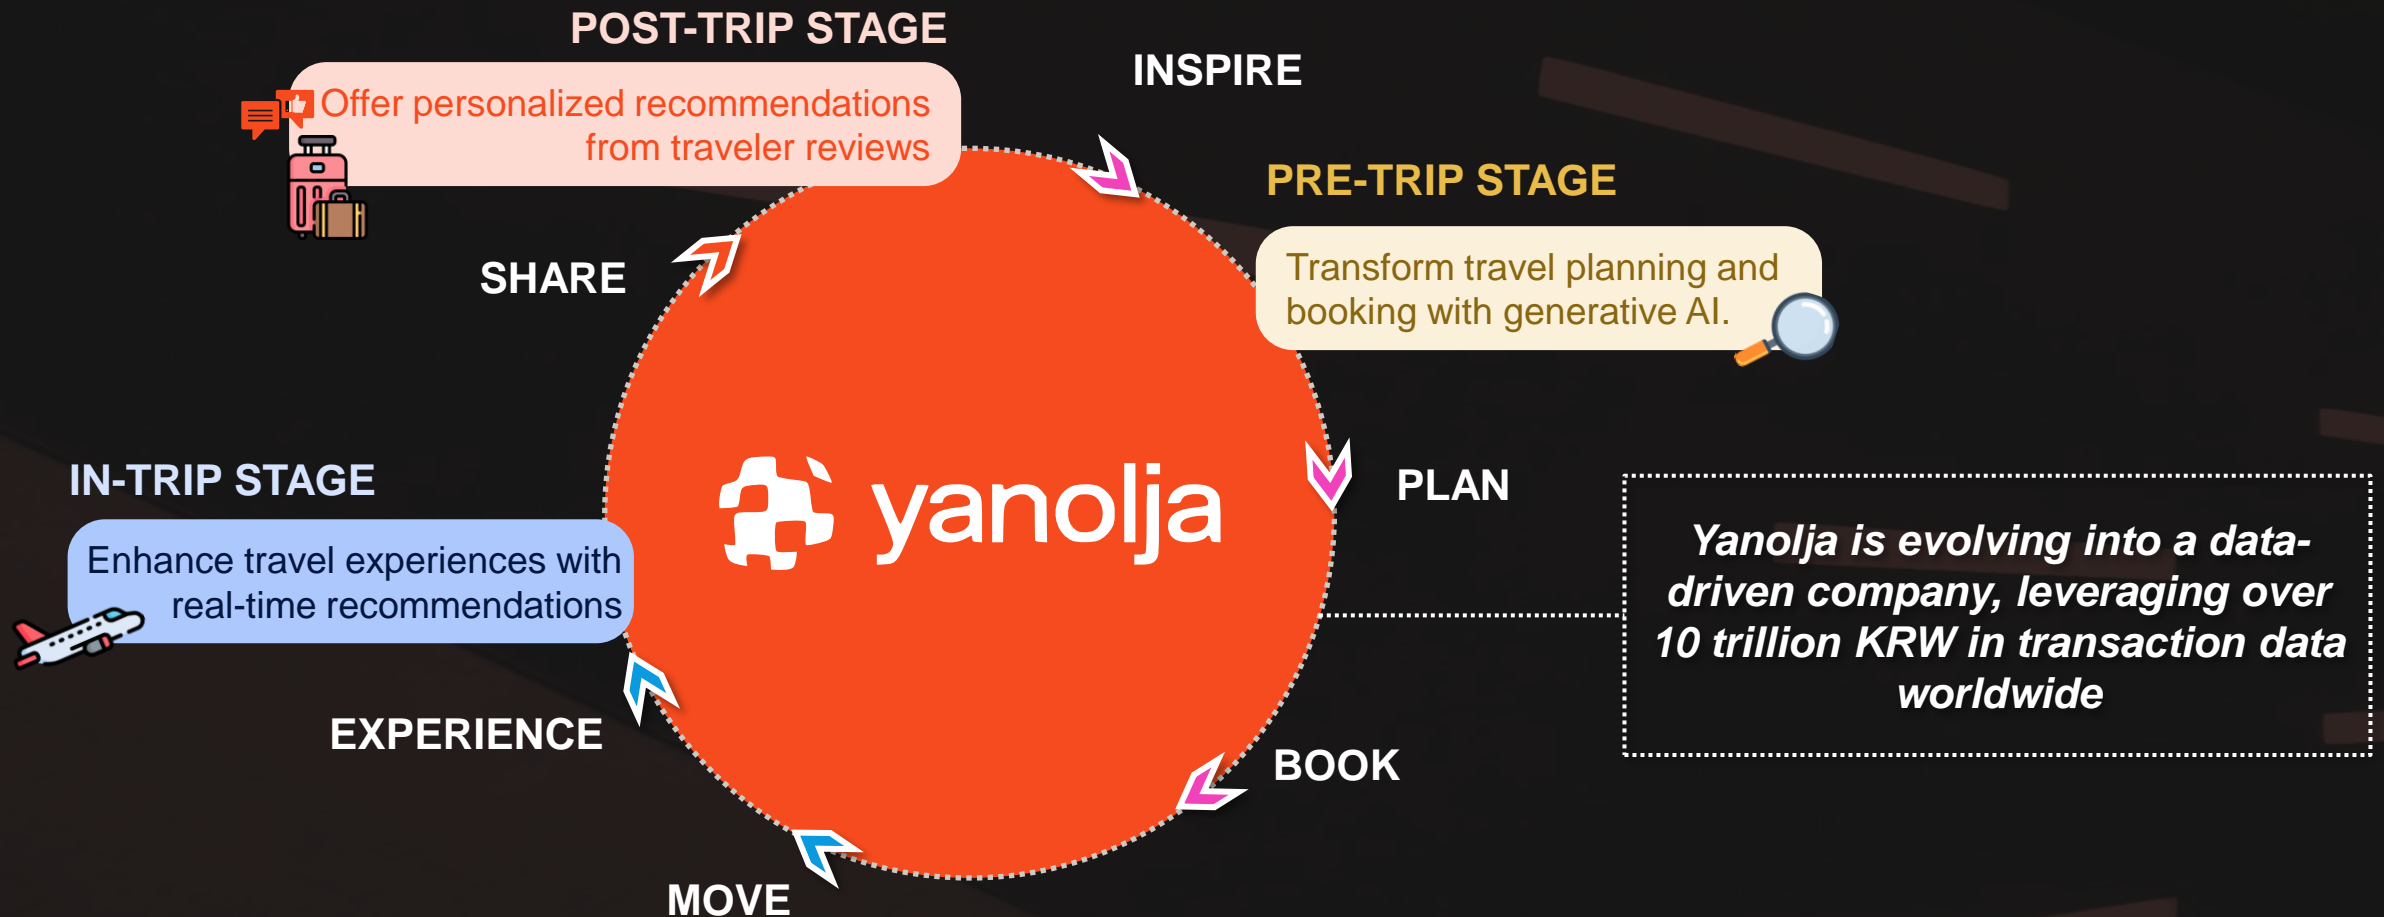 POST-TRIP STAGE
Offer personalized recommendations
from traveler reviews
INSPIRE
PRE-TRIP STAGE
Transform travel planning and
booking with generative AI.
SHARE
IN-TRIP STAGE
Enhance travel experiences with
real-time recommendations
yanolja
PLAN
Yanolja is evolving into a data-
driven company, leveraging over
10 trillion KRW in transaction data
worldwide
EXPERIENCE
BOOK
MOVE